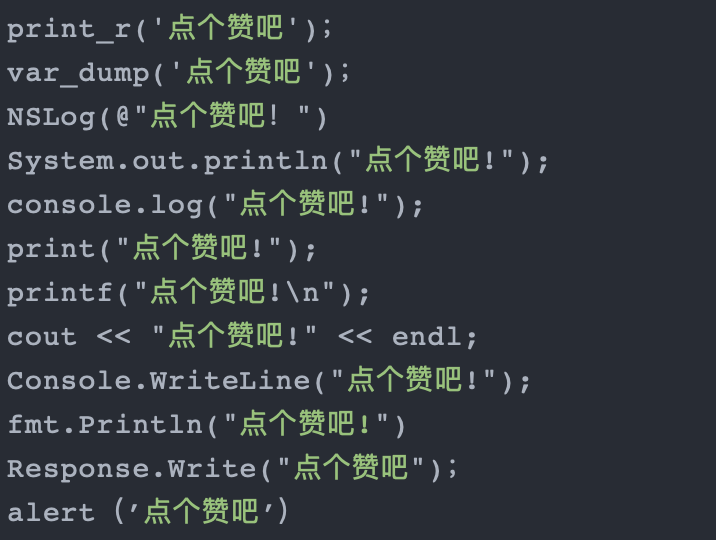 print_r('点个赞吧');
var_dump('点个赞吧');
NSLog(@"点个赞吧！")
System.out.println("点个赞吧!");
console.log("点个赞吧!");
print("点个赞吧!");
printf("点个赞吧!\n");
cout << "点个赞吧!" << endl;
Console.WriteLine("点个赞吧!");
fmt.Println("点个赞吧!")
Response.Write("点个赞吧");
alert（’点个赞吧’）